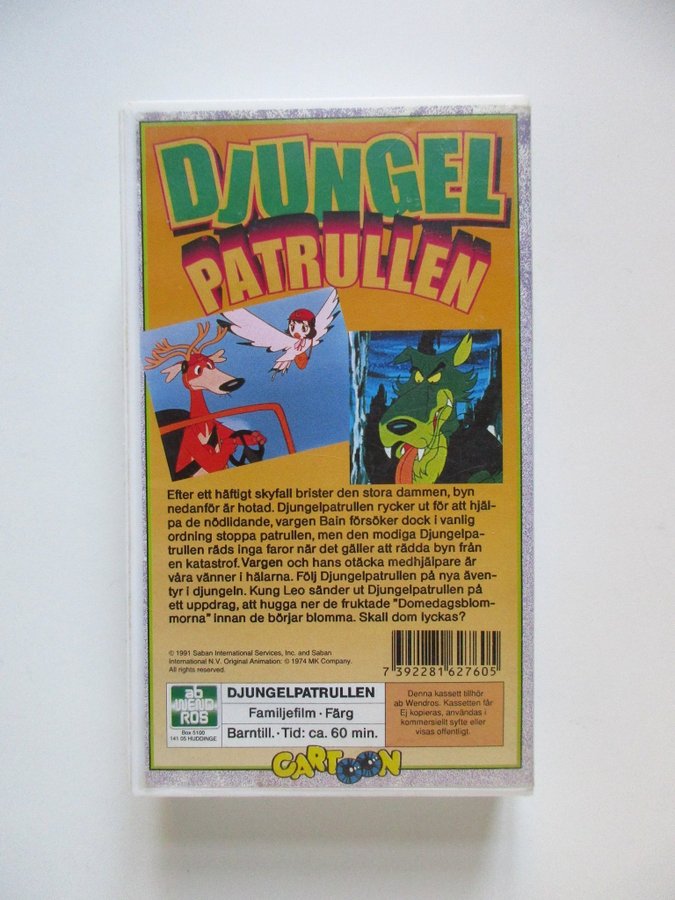 DJUNGEL
PATRULLEN
Efter ett häftigt skyfall brister den stora dammen, byn
nedanför är hotad. Djungelpatrullen rycker ut för att hjäl-
pa de nödlidande, vargen Bain försöker dock i vanlig
ordning stoppa patrullen, men den modiga Djungelpa-
trullen räds inga faror när det gäller att rädda byn från
en katastrof. Vargen och hans otäcka medhjälpare är
våra vänner i hälarna. Följ Djungelpatrullen på nya även-
tyr i djungeln. Kung Leo sänder ut Djungelpatrullen på
ett uppdrag, att hugga ner de fruktade "Domedagsblom-
morna" innan de börjar blomma. Skall dom lyckas?
© 1991 Saban International Services, Inc. and Saban
International N.V. Original Animation: © 1974 MK Company.
All rights reserved.
7 392281 627605
ab
WEND
ROS
Box 5100
141 05 HUDDINGE
DJUNGELPATRULLEN
Familjefilm · Färg
Barntill. · Tid: ca. 60 min.
Denna kassett tillhör
ab Wendros. Kassetten får
Ej kopieras, användas i
kommersiellt syfte eller
visas offentligt.
CARTOON